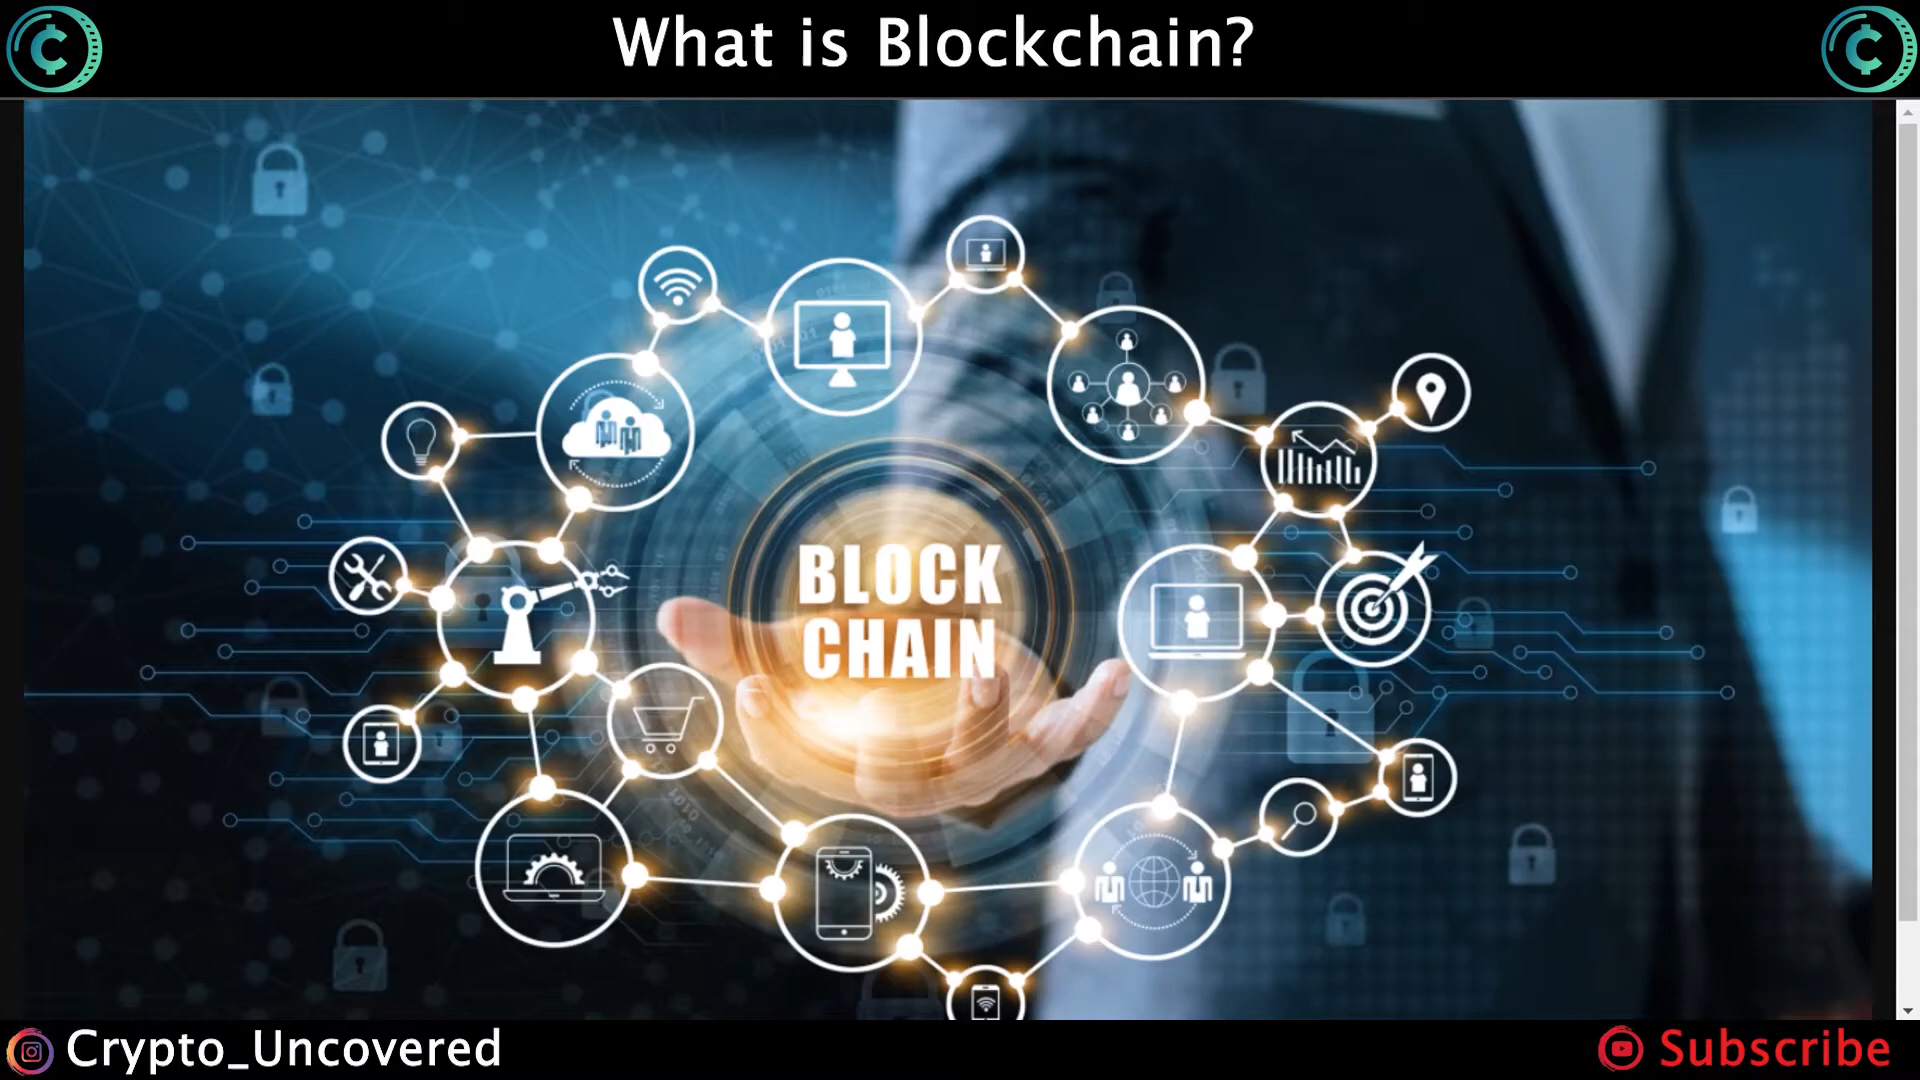 What is Blockchain?
BLOCK
CHAIN
Crypto_Uncovered
Subscribe